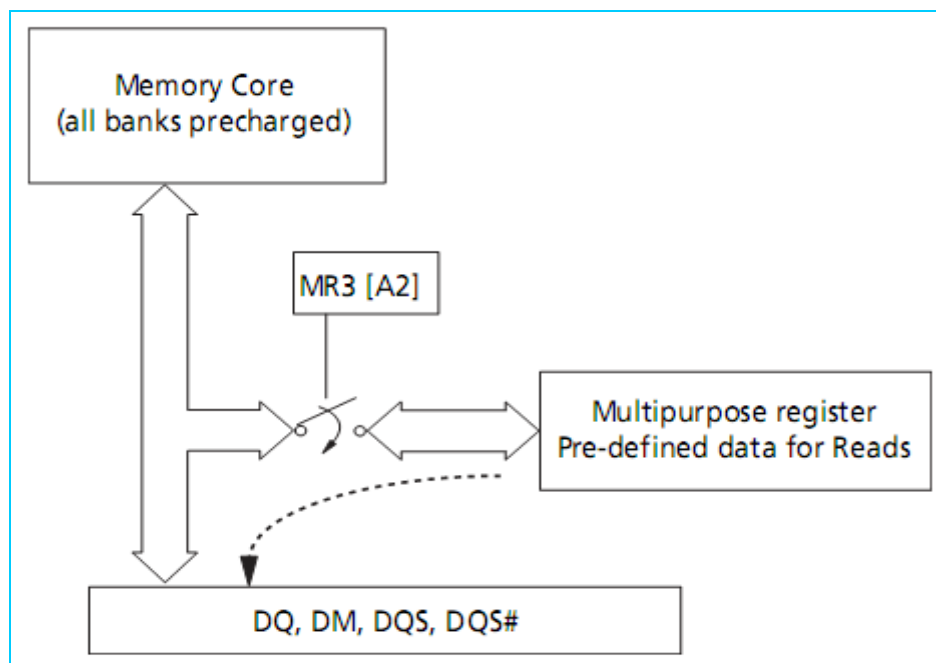 Memory Core
(all banks precharged)
MR3 [A2]
Multipurpose register
Pre-defined data for Reads
DQ, DM, DQS, DQS#